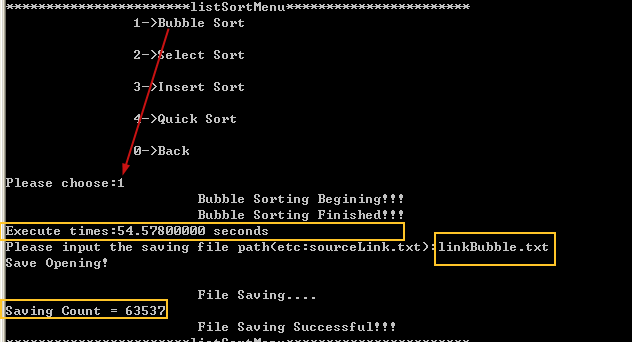 ************************listSortMenu************************
1->Bubble Sort
2->Select Sort
3->Insert Sort
4->Quick Sort
0->Back
Please choose:1
Bubble Sorting Begining!!!
Bubble Sorting Finished!!!
Execute times:54.57800000 seconds
Please input the saving file path(etc:sourceLink.txt):linkBubble.txt
Save Opening!
File Saving....
Saving Count = 63537
File Saving Successful!!!
************************listSortMenu************************